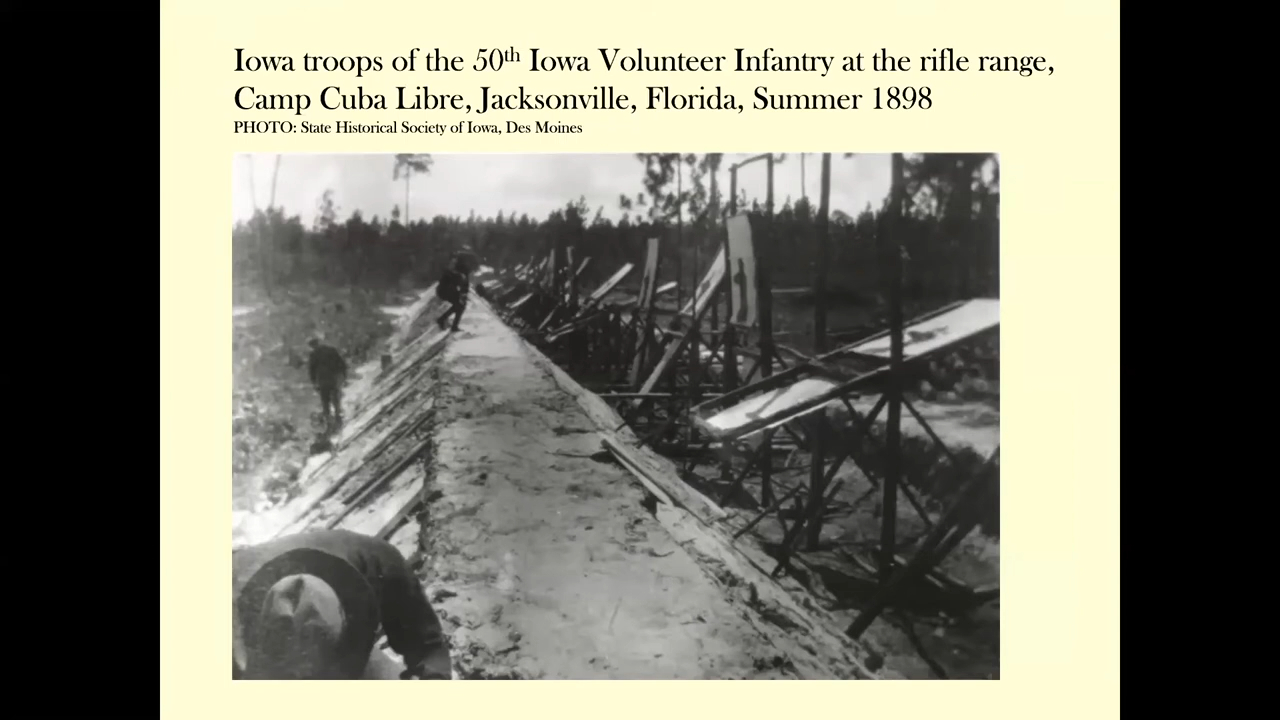 Iowa troops of the 50th Iowa Volunteer Infantry at the rifle range,
Camp Cuba Libre, Jacksonville, Florida, Summer 1898
PHOTO: State Historical Society of Iowa, Des Moines